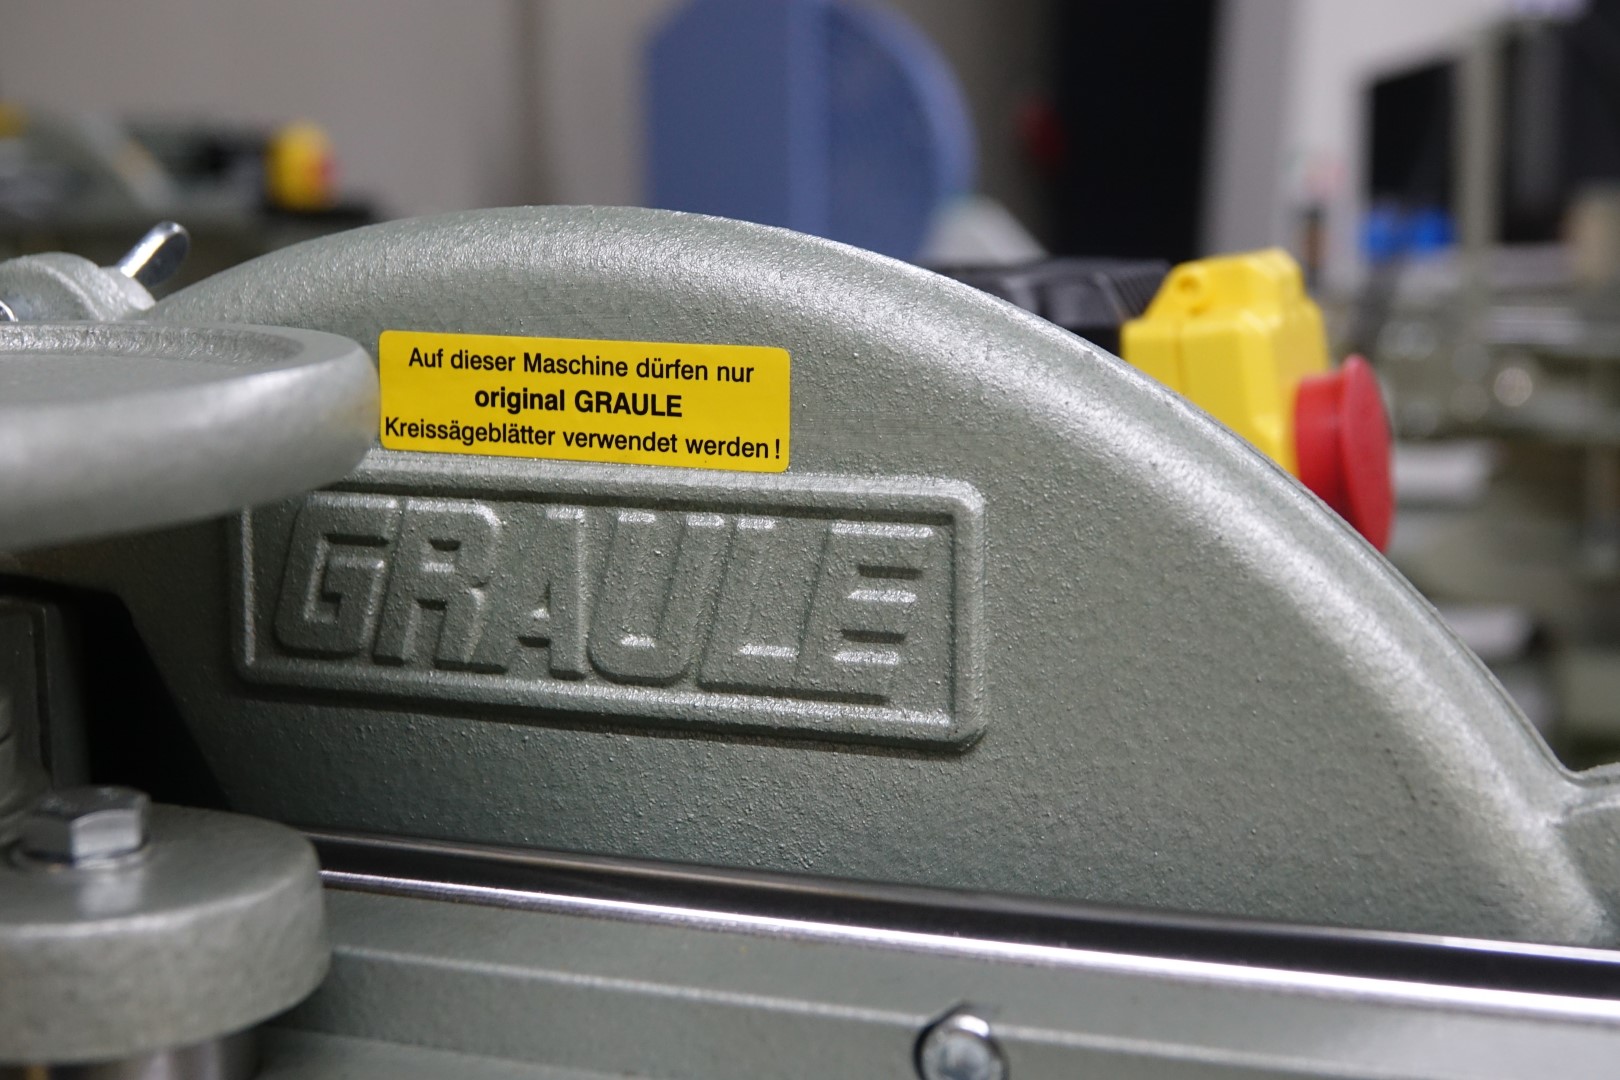 Auf dieser Maschine dürfen nur
original GRAULE
Kreissägeblätter verwendet werden!
GRAULE